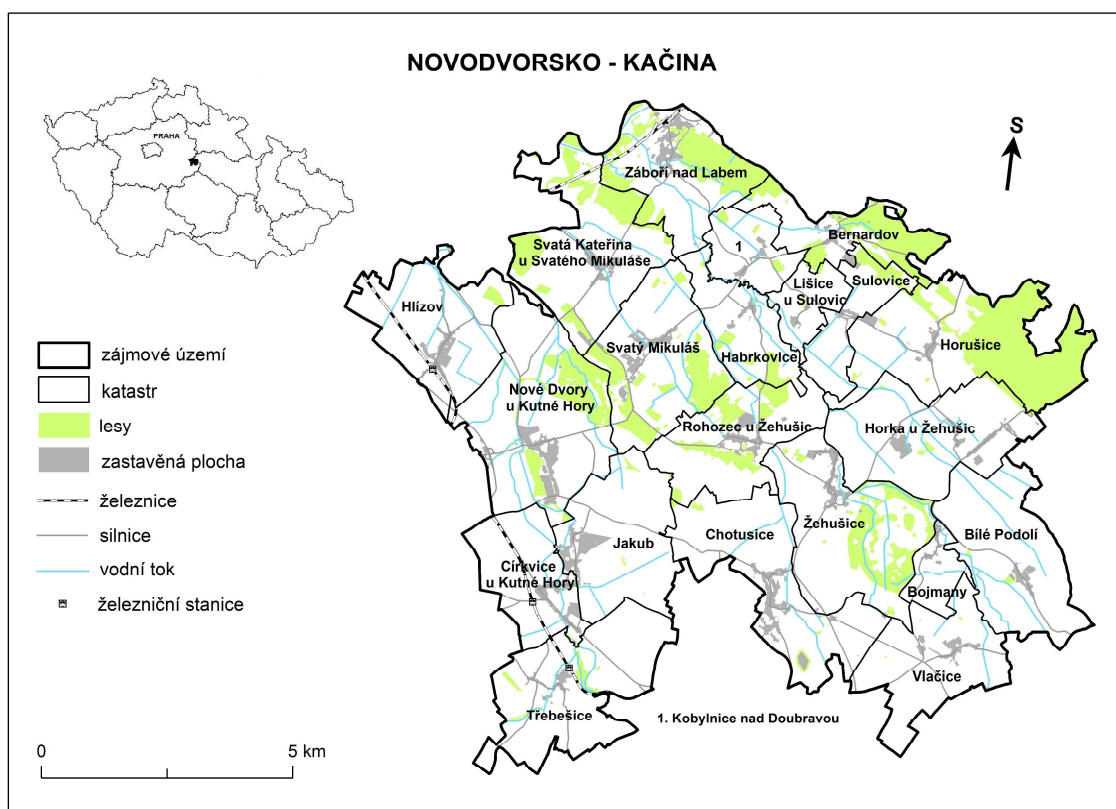 NOVODVORSKO - KAČINA
PRAHA
S
Záboří nad Labem
Bernardov
1
Svatá Kateřina
u Svatého Mikuláše
Lišice
u Sulovic
Sulovice
Hlízov
Svatý Mikuláš
Habrkovice
Horušice
Nové Dvory
u Kutné Hory
Rohozec u Žehušic
Horka u Žehušic
Žehušice
Chotusice
Bílé Podolí
Jakub
Církvice
u Kutné Hory
Bojmany
Vlačice
Třebešice
1. Kobylnice nad Doubravou
zájmové území
katastr
lesy
zastavěná plocha
železnice
silnice
vodní tok
železniční stanice
0 5 km